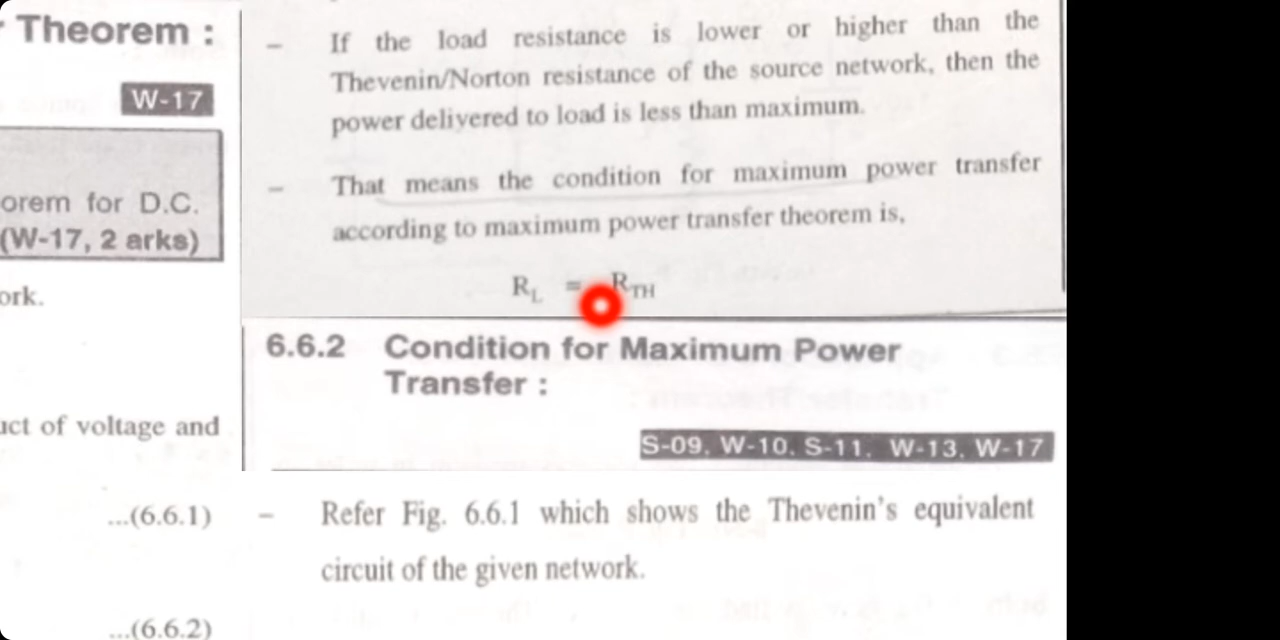 Theorem :
W-17
orem for D.C.
(W-17, 2 arks)
ork.
uct of voltage and
...(6.6.1)
...(6.6.2)
– If the load resistance is lower or higher than the
Thevenin/Norton resistance of the source network, then the
power delivered to load is less than maximum.
– That means the condition for maximum power transfer
according to maximum power transfer theorem is,
R_L = R_TH
6.6.2 Condition for Maximum Power
Transfer :
S-09, W-10, S-11, W-13, W-17
– Refer Fig. 6.6.1 which shows the Thevenin's equivalent
circuit of the given network.